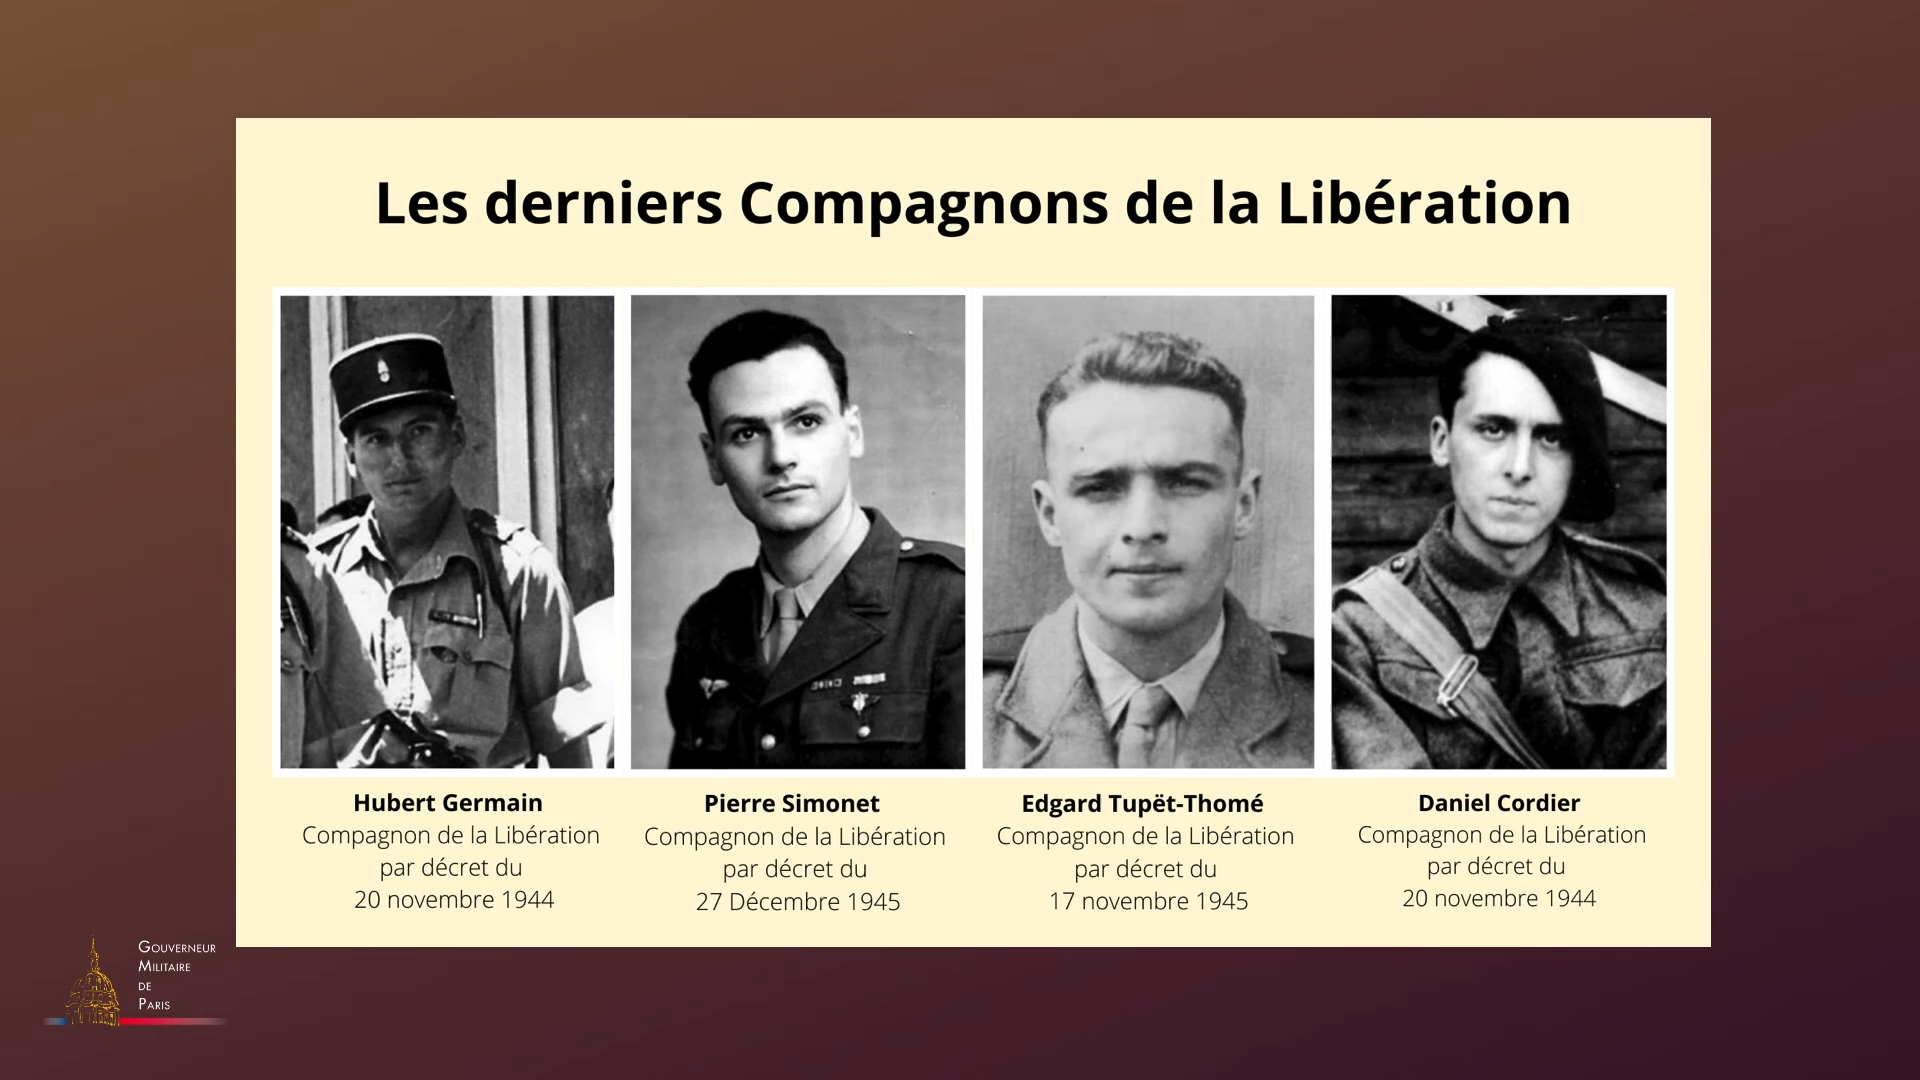 Les derniers Compagnons de la Libération
Hubert Germain
Compagnon de la Libération
par décret du
20 novembre 1944
Pierre Simonet
Compagnon de la Libération
par décret du
27 Décembre 1945
Edgard Tupët-Thomé
Compagnon de la Libération
par décret du
17 novembre 1945
Daniel Cordier
Compagnon de la Libération
par décret du
20 novembre 1944
Gouverneur
Militaire
de
Paris